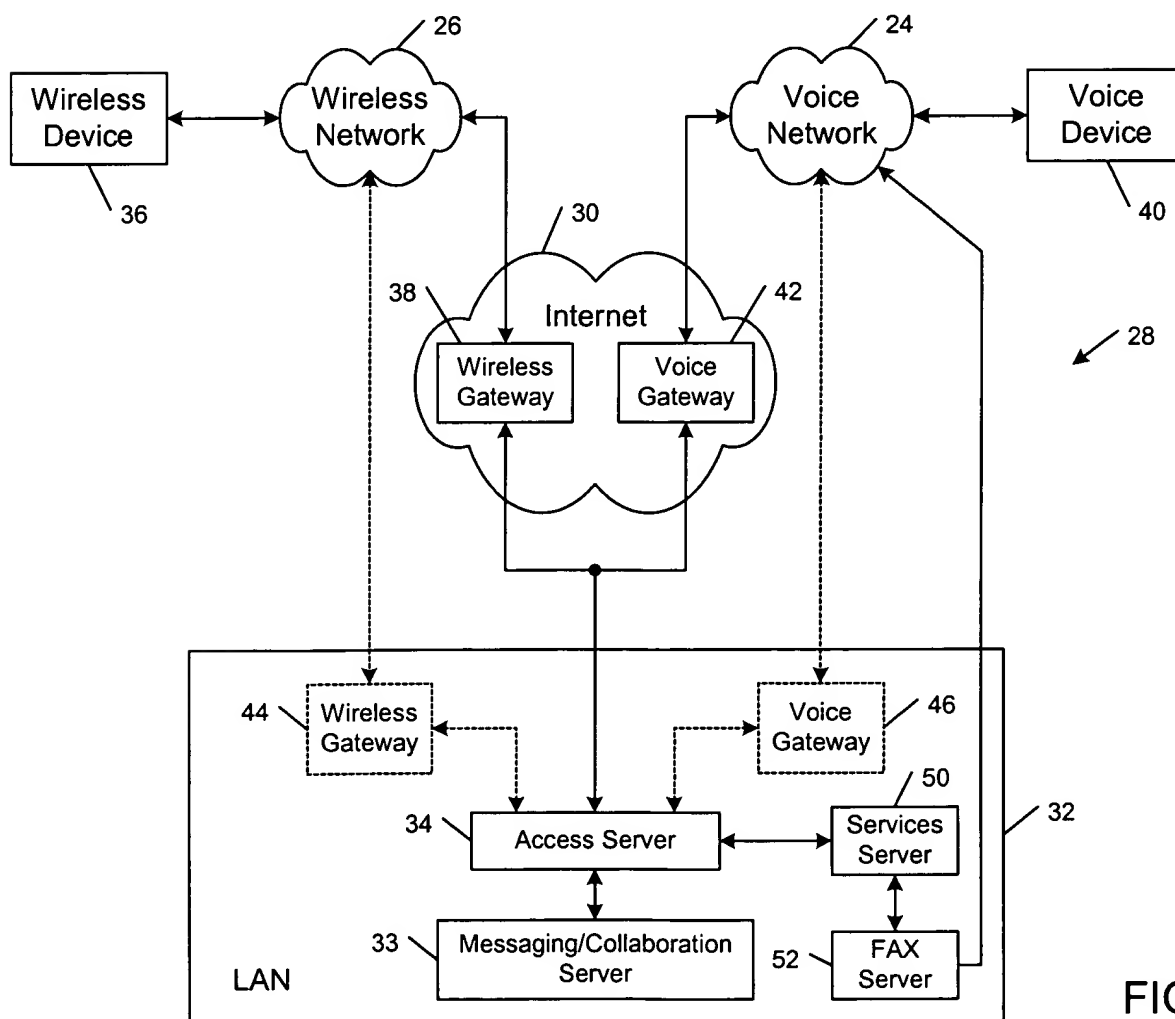 26
24
Wireless
Device
Wireless
Network
Voice
Network
Voice
Device
36
40
30
38
42
Internet
28
Wireless
Gateway
Voice
Gateway
44
Wireless
Gateway
Voice
Gateway
46
50
32
34
Access Server
Services
Server
33
Messaging/Collaboration
Server
52
FAX
Server
LAN
FIG